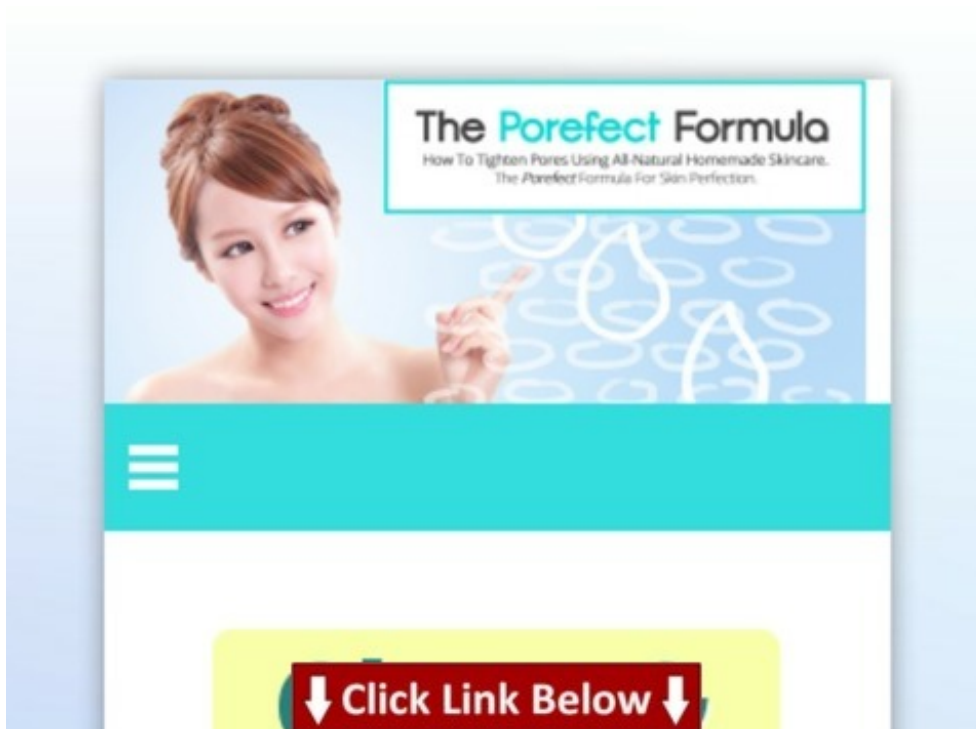 The Porefect Formula
How To Tighten Pores Using All-Natural Homemade Skincare.
The Porefect Formula For Skin Perfection.
Click Link Below